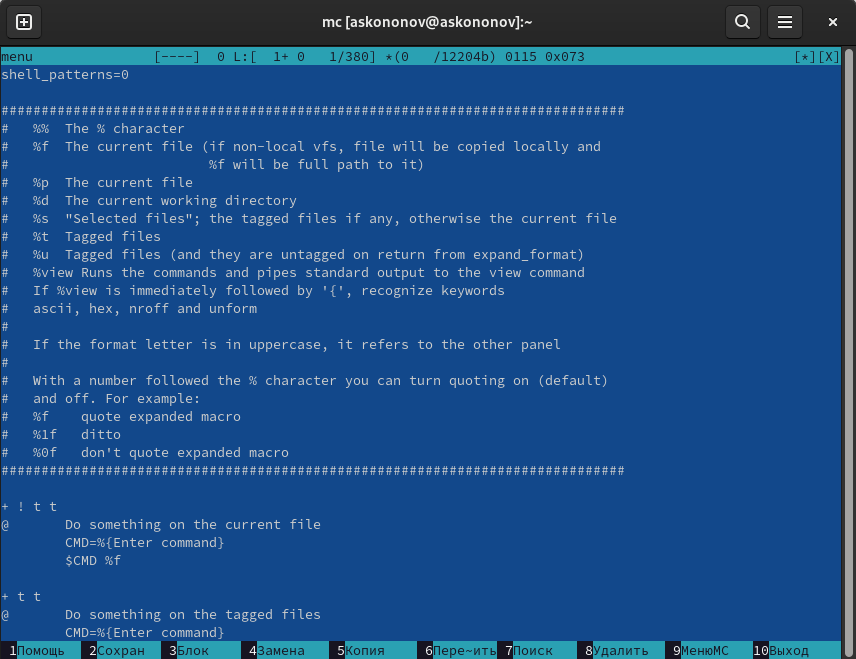 mc [askononov@askononov]:~
menu               [----]  0 L:[  1+ 0   1/380] *(0   /12204b) 0115 0x073                          [*][X]
shell_patterns=0
##############################################################################
#   %%  The % character
#   %f  The current file (if non-local vfs, file will be copied locally and
#                         %f will be full path to it)
#   %p  The current file
#   %d  The current working directory
#   %s  "Selected files"; the tagged files if any, otherwise the current file
#   %t  Tagged files
#   %u  Tagged files (and they are untagged on return from expand_format)
#   %view Runs the commands and pipes standard output to the view command
#   If %view is immediately followed by '{', recognize keywords
#   ascii, hex, nroff and unform
#
#   If the format letter is in uppercase, it refers to the other panel
#
#   With a number followed the % character you can turn quoting on (default)
#   and off. For example:
#   %f    quote expanded macro
#   %1f   ditto
#   %0f   don't quote expanded macro
##############################################################################
+ ! t t
@       Do something on the current file
        CMD=%{Enter command}
        $CMD %f
+ t t
@       Do something on the tagged files
        CMD=%{Enter command}
1Помощь  2Сохран  3Блок  4Замена  5Копия  6Пере~ить  7Поиск  8Удалить  9МенюMC  10Выход